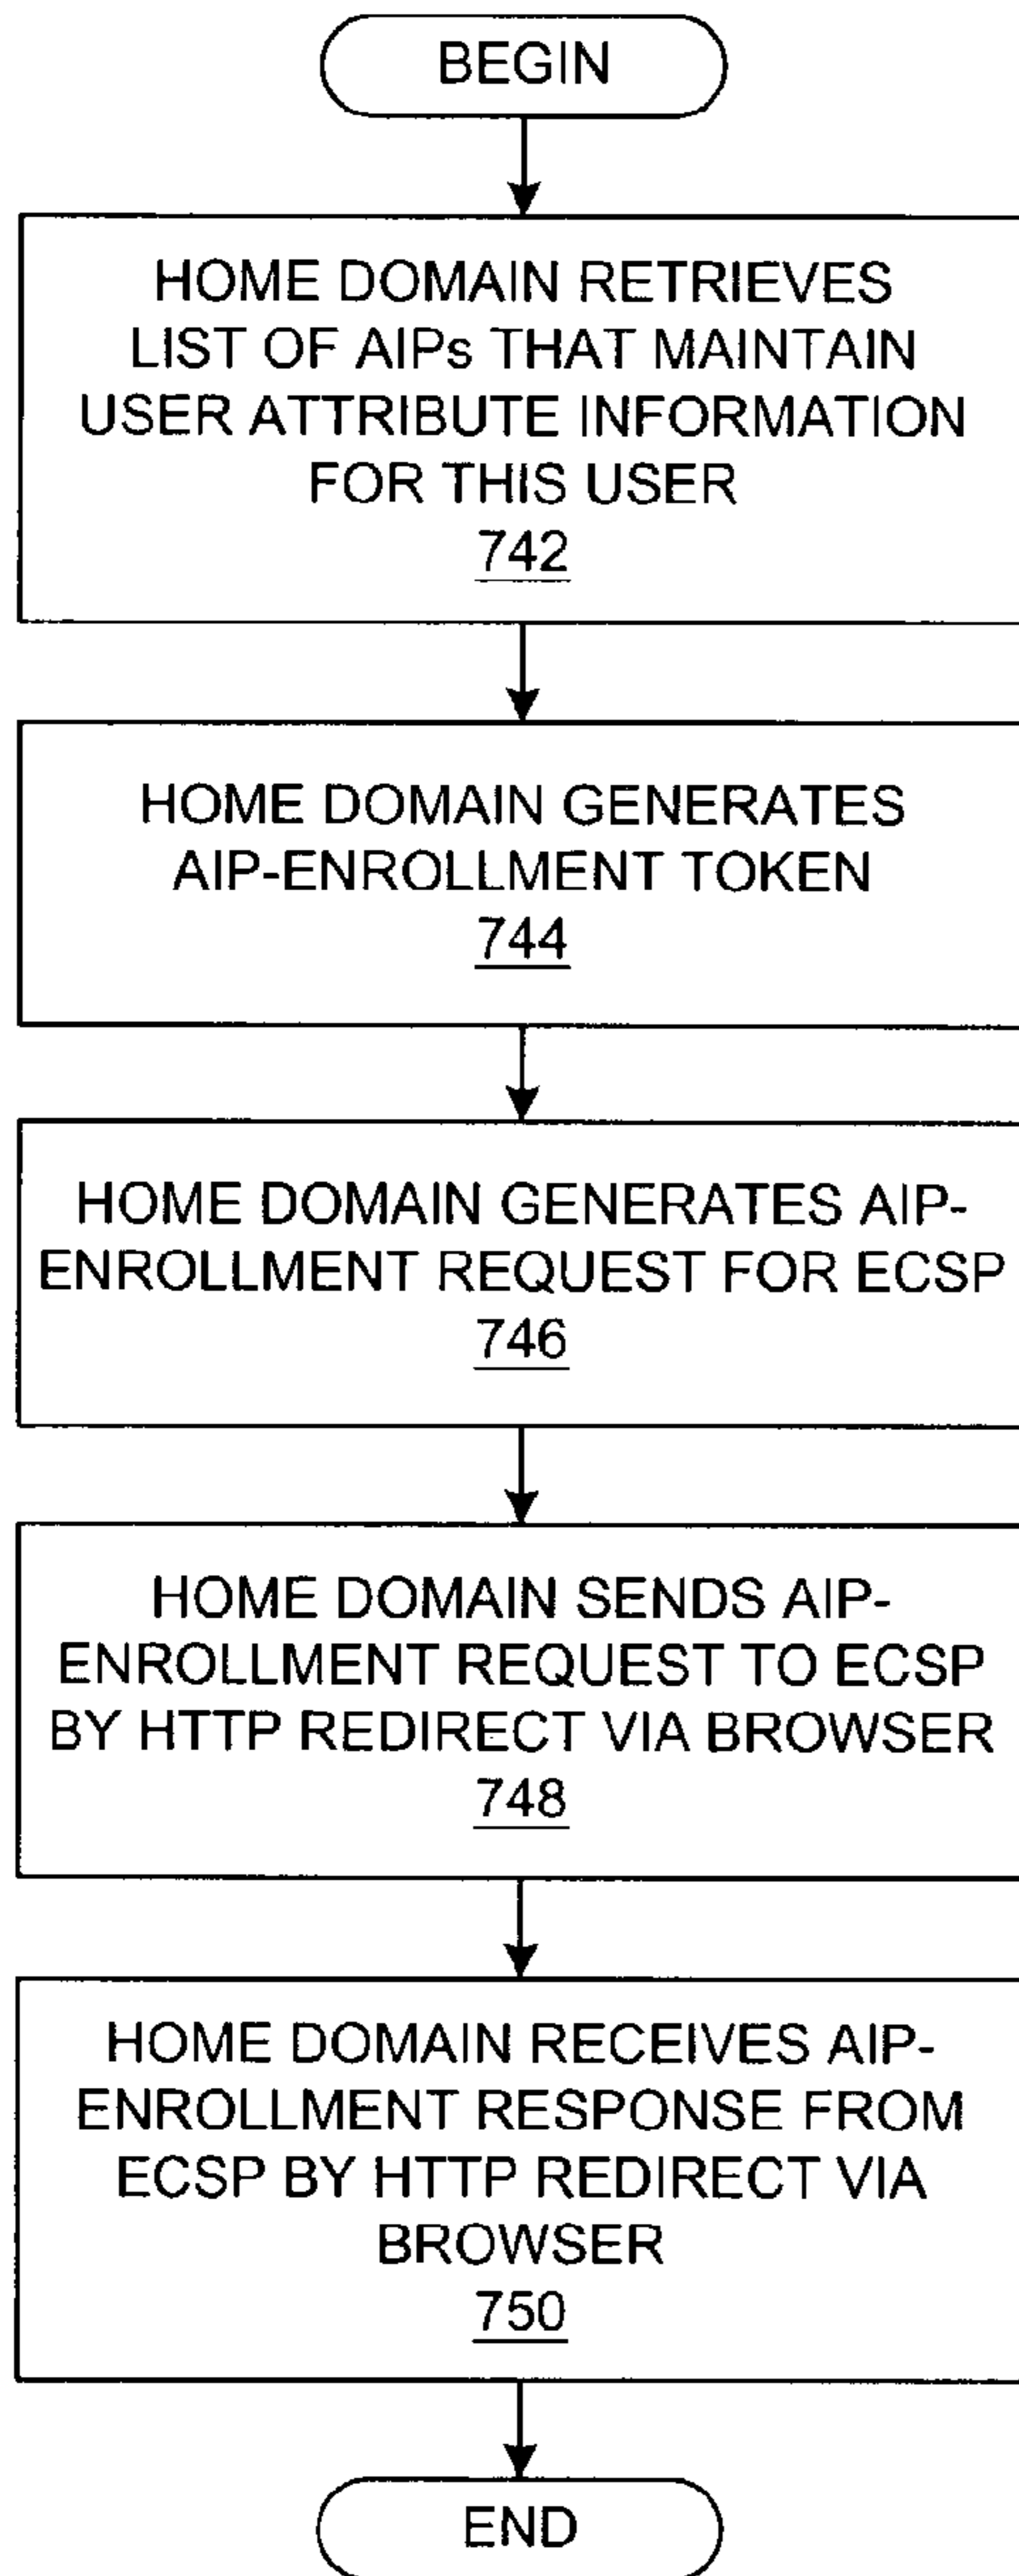 BEGIN
HOME DOMAIN RETRIEVES
LIST OF AIPs THAT MAINTAIN
USER ATTRIBUTE INFORMATION
FOR THIS USER
742
HOME DOMAIN GENERATES
AIP-ENROLLMENT TOKEN
744
HOME DOMAIN GENERATES AIP-
ENROLLMENT REQUEST FOR ECSP
746
HOME DOMAIN SENDS AIP-
ENROLLMENT REQUEST TO ECSP
BY HTTP REDIRECT VIA BROWSER
748
HOME DOMAIN RECEIVES AIP-
ENROLLMENT RESPONSE FROM
ECSP BY HTTP REDIRECT VIA
BROWSER
750
END